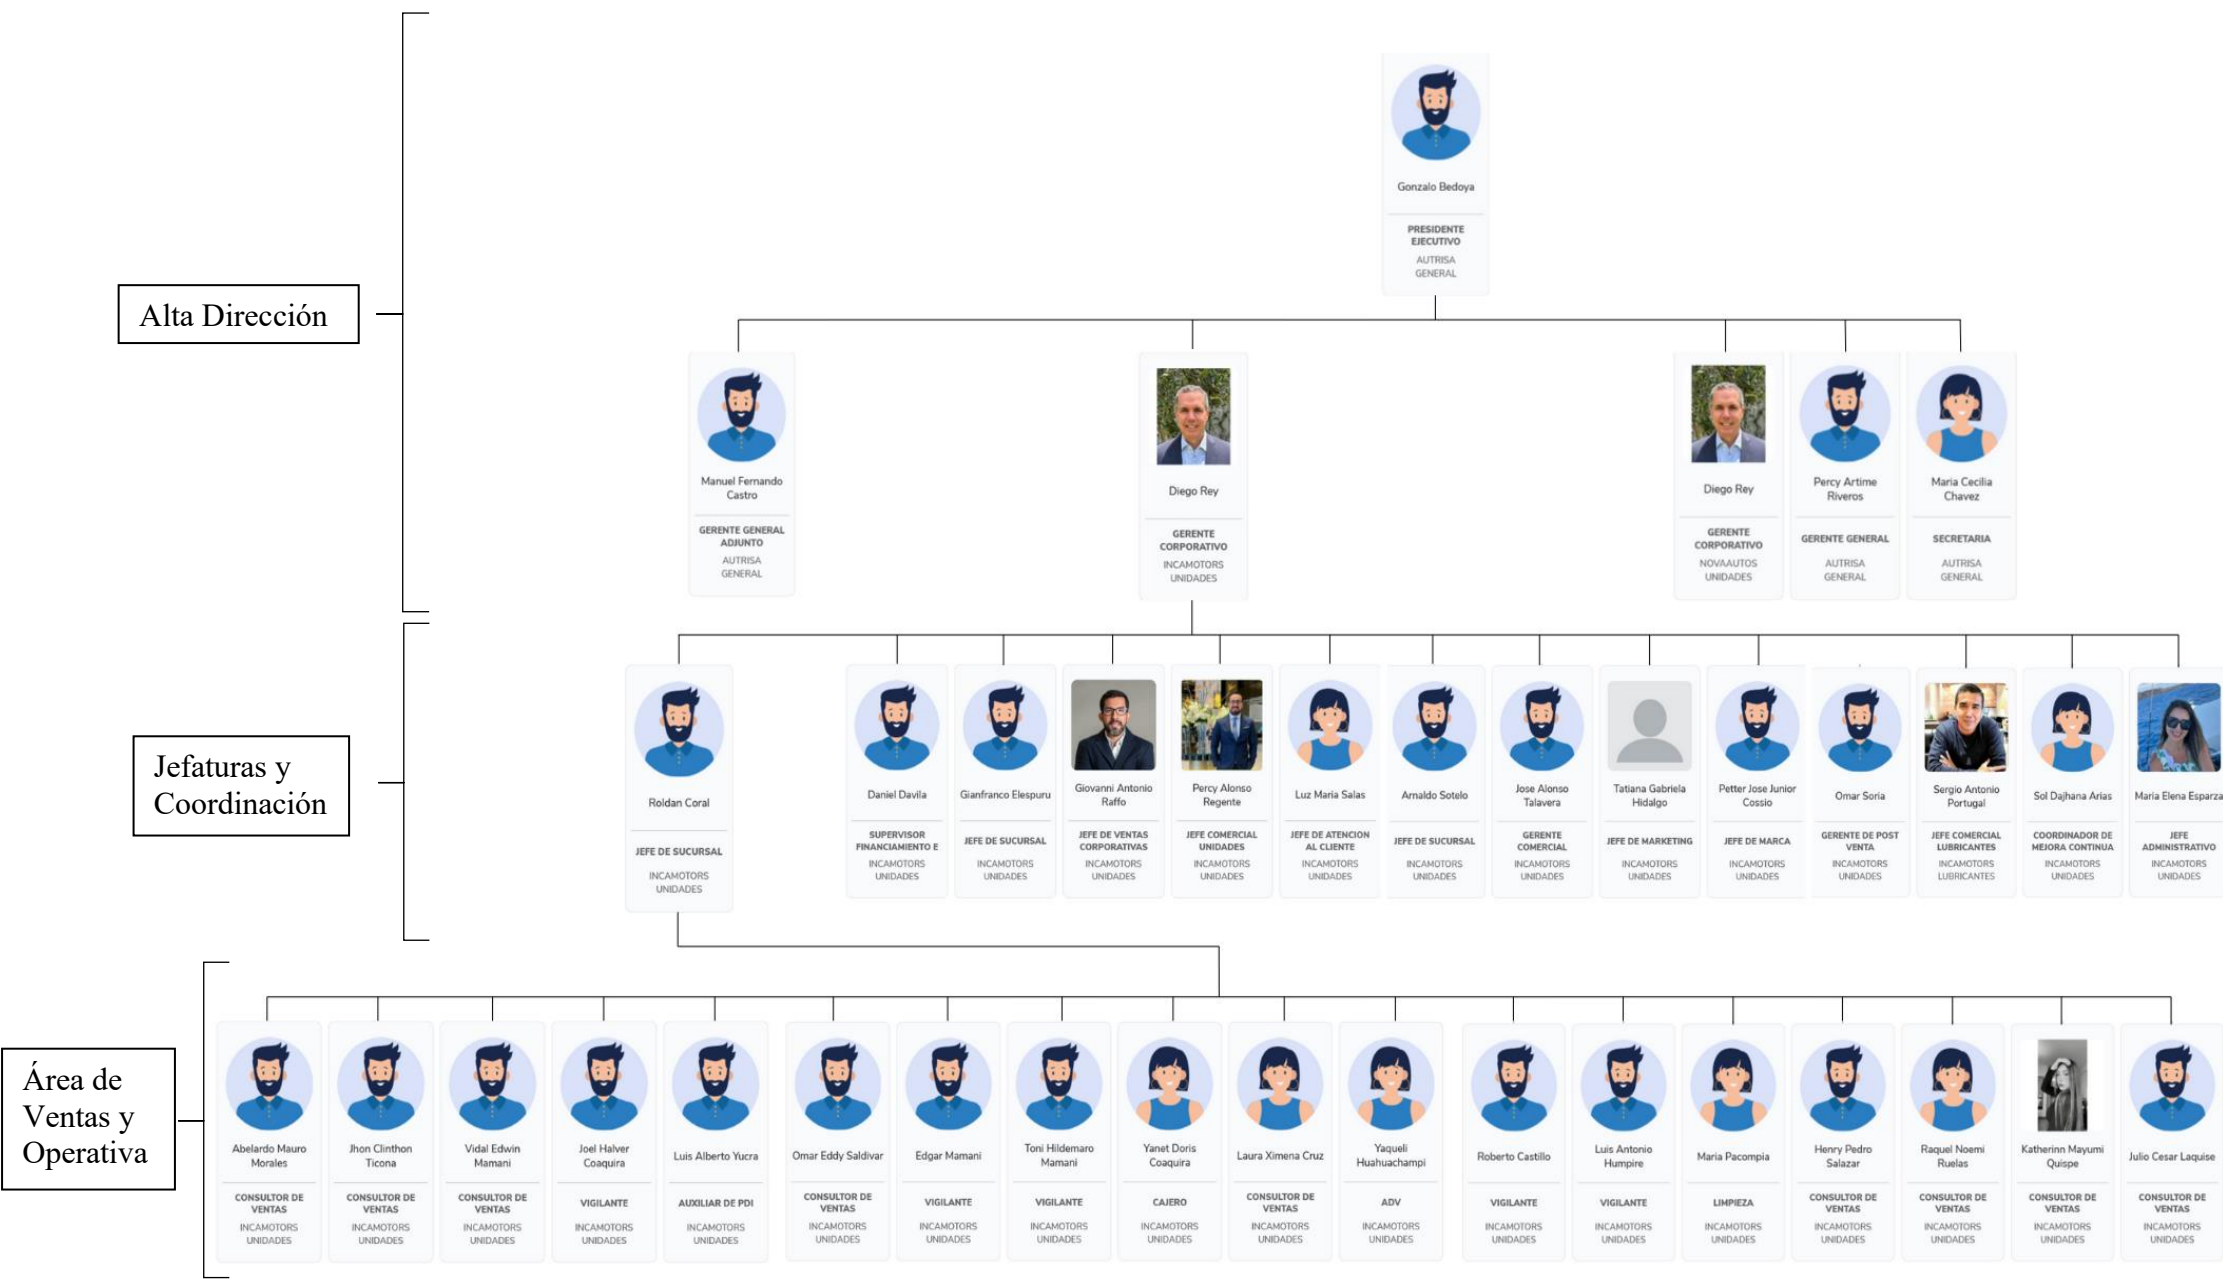 Alta Dirección
Gonzalo Bedoya
PRESIDENTE
EJECUTIVO
AUTRISA
GENERAL
Manuel Fernando
Castro
GERENTE GENERAL
ADJUNTO
AUTRISA
GENERAL
Diego Rey
GERENTE
CORPORATIVO
INCAMOTORS
UNIDADES
Diego Rey
GERENTE
CORPORATIVO
NOVAAUTOS
UNIDADES
Percy Artime
Riveros
GERENTE GENERAL
AUTRISA
GENERAL
Maria Cecilia
Chavez
SECRETARIA
AUTRISA
GENERAL
Jefaturas y
Coordinación
Roldan Coral
JEFE DE SUCURSAL
INCAMOTORS
UNIDADES
Daniel Davila
SUPERVISOR
FINANCIAMIENTO E
INCAMOTORS
UNIDADES
Gianfranco Elespuru
JEFE DE SUCURSAL
INCAMOTORS
UNIDADES
Giovanni Antonio
Raffo
JEFE DE VENTAS
CORPORATIVAS
INCAMOTORS
UNIDADES
Percy Alonso
Regente
JEFE COMERCIAL
UNIDADES
INCAMOTORS
UNIDADES
Luz Maria Salas
JEFE DE ATENCION
AL CLIENTE
INCAMOTORS
UNIDADES
Arnaldo Sotelo
JEFE DE SUCURSAL
INCAMOTORS
UNIDADES
Jose Alonso
Talavera
GERENTE
COMERCIAL
INCAMOTORS
UNIDADES
Tatiana Gabriela
Hidalgo
JEFE DE MARKETING
INCAMOTORS
UNIDADES
Petter Jose Junior
Cossio
JEFE DE MARCA
INCAMOTORS
UNIDADES
Omar Soria
GERENTE DE POST
VENTA
INCAMOTORS
UNIDADES
Sergio Antonio
Portugal
JEFE COMERCIAL
LUBRICANTES
INCAMOTORS
LUBRICANTES
Sol Dajhana Arias
COORDINADOR DE
MEJORA CONTINUA
INCAMOTORS
UNIDADES
Maria Elena Esparza
JEFE
ADMINISTRATIVO
INCAMOTORS
UNIDADES
Área de
Ventas y
Operativa
Abelardo Mauro
Morales
CONSULTOR DE
VENTAS
INCAMOTORS
UNIDADES
Jhon Clinthon
Ticona
CONSULTOR DE
VENTAS
INCAMOTORS
UNIDADES
Vidal Edwin
Mamani
CONSULTOR DE
VENTAS
INCAMOTORS
UNIDADES
Joel Halver
Coaquira
VIGILANTE
INCAMOTORS
UNIDADES
Luis Alberto Yucra
AUXILIAR DE PDI
INCAMOTORS
UNIDADES
Omar Eddy Saldivar
CONSULTOR DE
VENTAS
INCAMOTORS
UNIDADES
Edgar Mamani
VIGILANTE
INCAMOTORS
UNIDADES
Toni Hildemaro
Mamani
VIGILANTE
INCAMOTORS
UNIDADES
Yanet Doris
Coaquira
CAJERO
INCAMOTORS
UNIDADES
Laura Ximena Cruz
CONSULTOR DE
VENTAS
INCAMOTORS
UNIDADES
Yaqueli
Huahuachampi
ADV
INCAMOTORS
UNIDADES
Roberto Castillo
VIGILANTE
INCAMOTORS
UNIDADES
Luis Antonio
Humpire
VIGILANTE
INCAMOTORS
UNIDADES
Maria Pacompia
LIMPIEZA
INCAMOTORS
UNIDADES
Henry Pedro
Salazar
CONSULTOR DE
VENTAS
INCAMOTORS
UNIDADES
Raquel Noemi
Ruelas
CONSULTOR DE
VENTAS
INCAMOTORS
UNIDADES
Katherinn Mayumi
Quispe
CONSULTOR DE
VENTAS
INCAMOTORS
UNIDADES
Julio Cesar Laquise
CONSULTOR DE
VENTAS
INCAMOTORS
UNIDADES